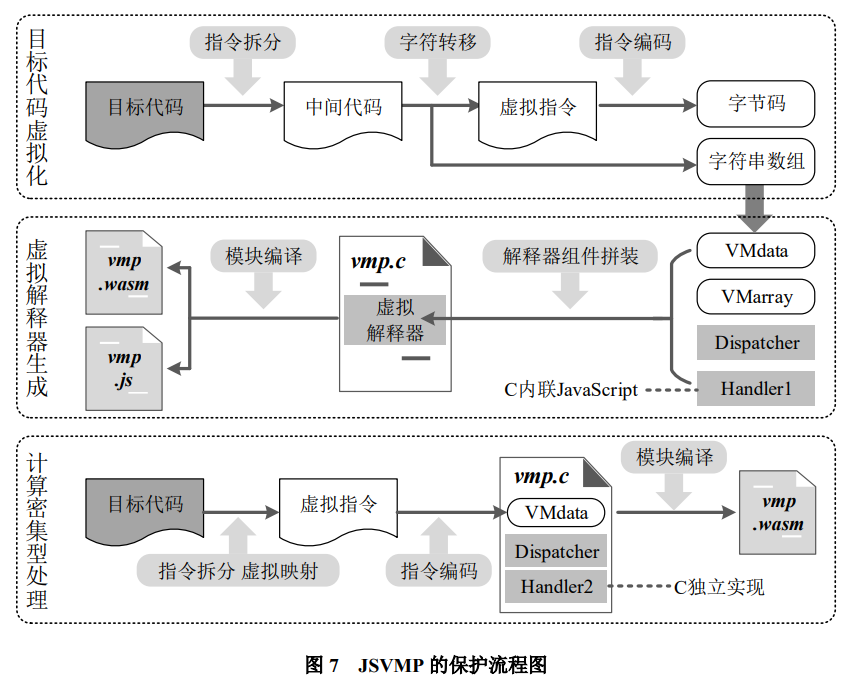 目标代码虚拟化
指令拆分
字符转移
指令编码
目标代码
中间代码
虚拟指令
字节码
字符串数组
虚拟解释器生成
vmp
.wasm
vmp
.js
模块编译
vmp.c
虚拟
解释器
解释器组件拼装
VMdata
VMarray
Dispatcher
C内联JavaScript
Handler1
计算密集型处理
目标代码
虚拟指令
指令拆分 虚拟映射
指令编码
vmp.c
VMdata
Dispatcher
Handler2
C独立实现
模块编译
vmp
.wasm
图 7 JSVMP 的保护流程图